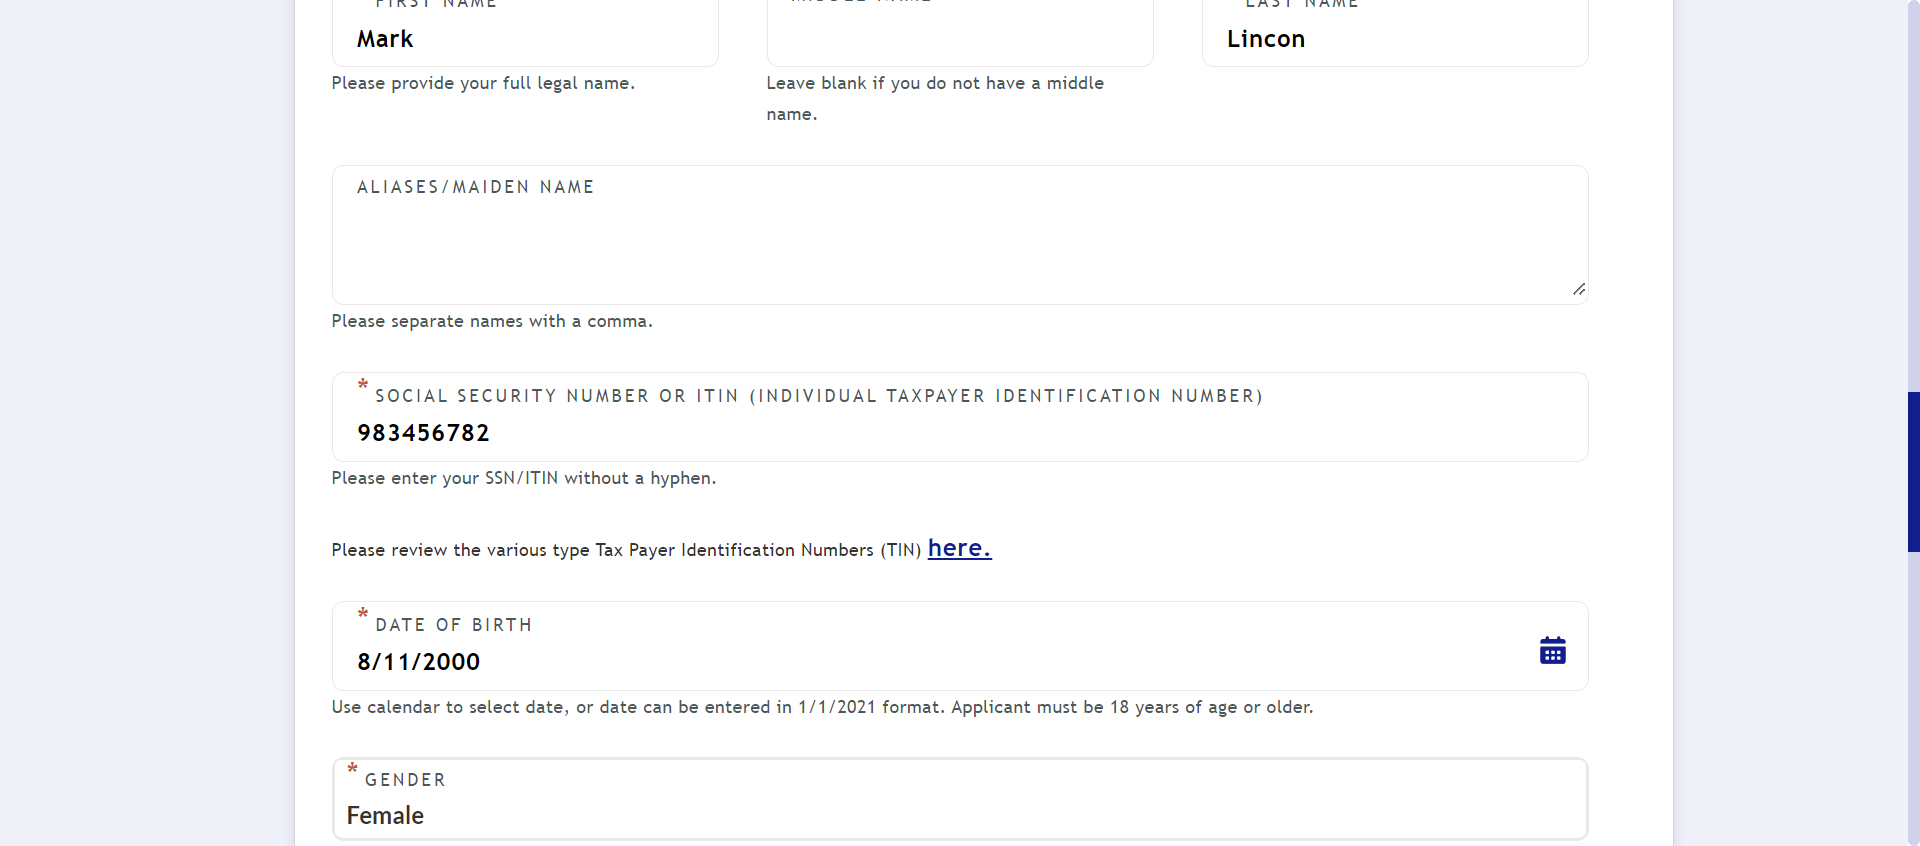 FIRST NAME
LAST NAME
Mark
Lincon
Please provide your full legal name.
Leave blank if you do not have a middle
name.
ALIASES/MAIDEN NAME
Please separate names with a comma.
* SOCIAL SECURITY NUMBER OR ITIN (INDIVIDUAL TAXPAYER IDENTIFICATION NUMBER)
983456782
Please enter your SSN/ITIN without a hyphen.
Please review the various type Tax Payer Identification Numbers (TIN) here.
* DATE OF BIRTH
8/11/2000
Use calendar to select date, or date can be entered in 1/1/2021 format. Applicant must be 18 years of age or older.
* GENDER
Female